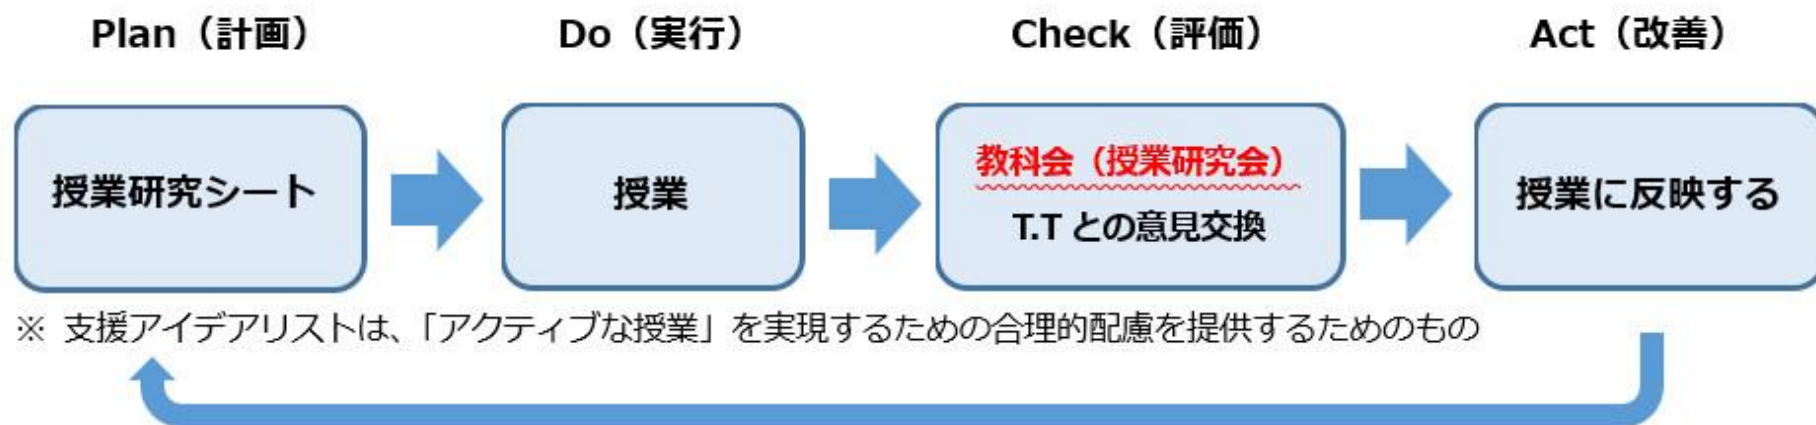 Plan（計画）
Do（実行）
Check（評価）
Act（改善）
授業研究シート
授業
教科会（授業研究会）
T.T との意見交換
授業に反映する
※ 支援アイデアリストは、「アクティブな授業」を実現するための合理的配慮を提供するためのもの